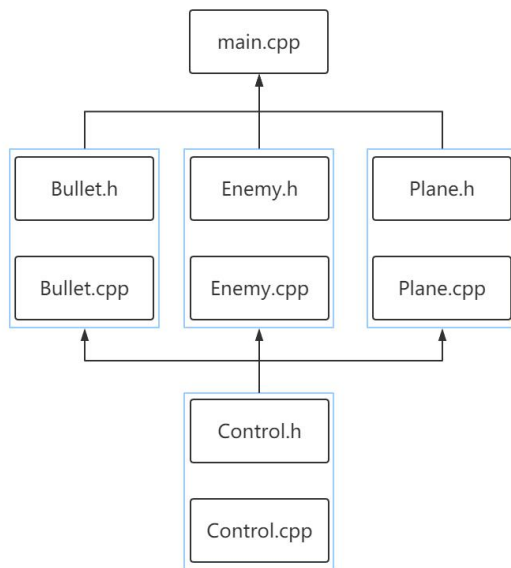 main.cpp
Bullet.h
Enemy.h
Plane.h
Bullet.cpp
Enemy.cpp
Plane.cpp
Control.h
Control.cpp